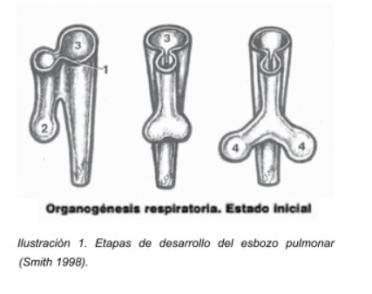 3
1
2
3
4
4
Organogénesis respiratoria. Estado inicial
Ilustración 1. Etapas de desarrollo del esbozo pulmonar
(Smith 1998).